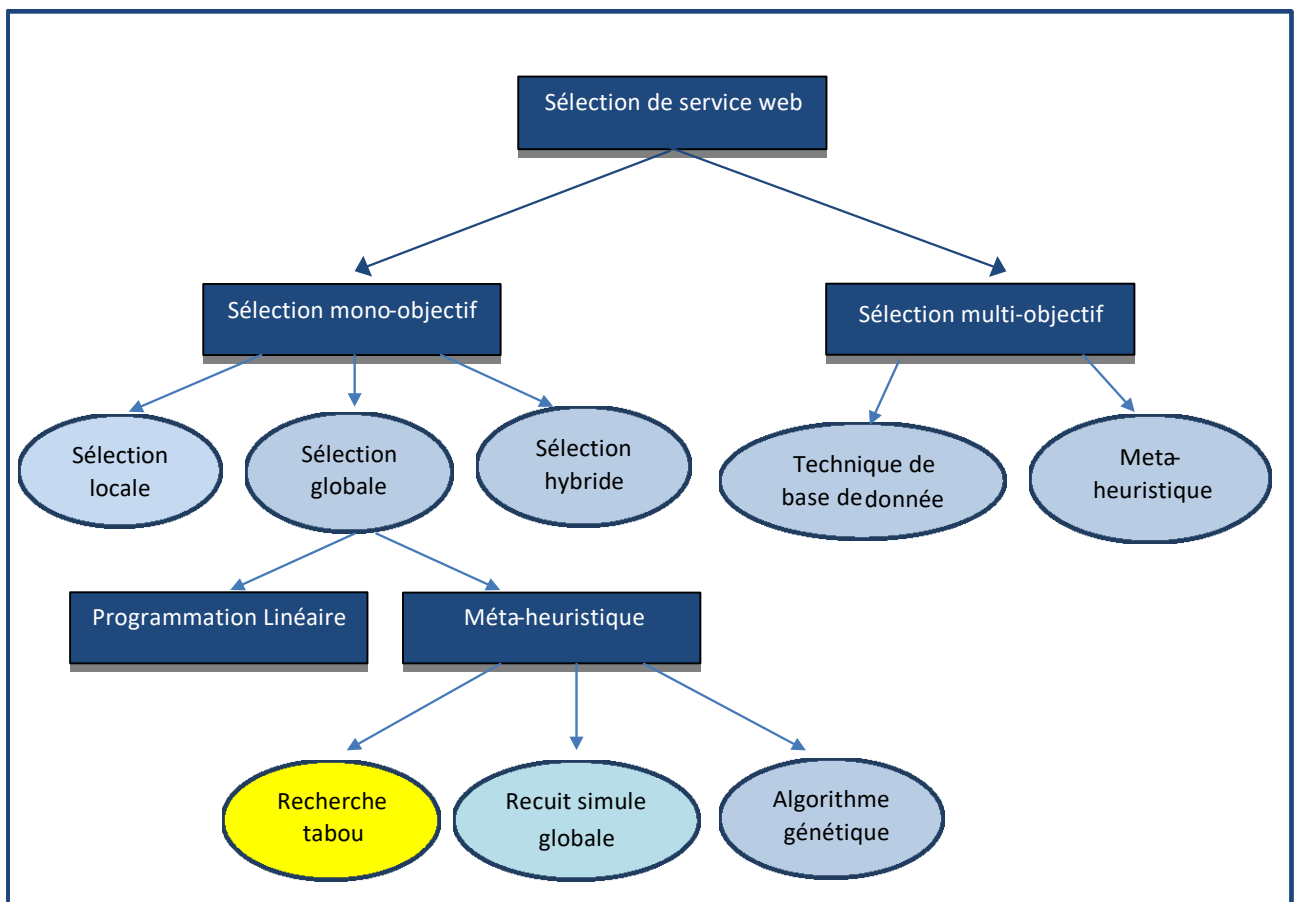 Sélection de service web
Sélection mono-objectif
Sélection multi-objectif
Sélection
locale
Sélection
globale
Sélection
hybride
Technique de
base de donnée
Meta-
heuristique
Programmation Linéaire
Méta-heuristique
Recherche
tabou
Recuit simule
globale
Algorithme
génétique